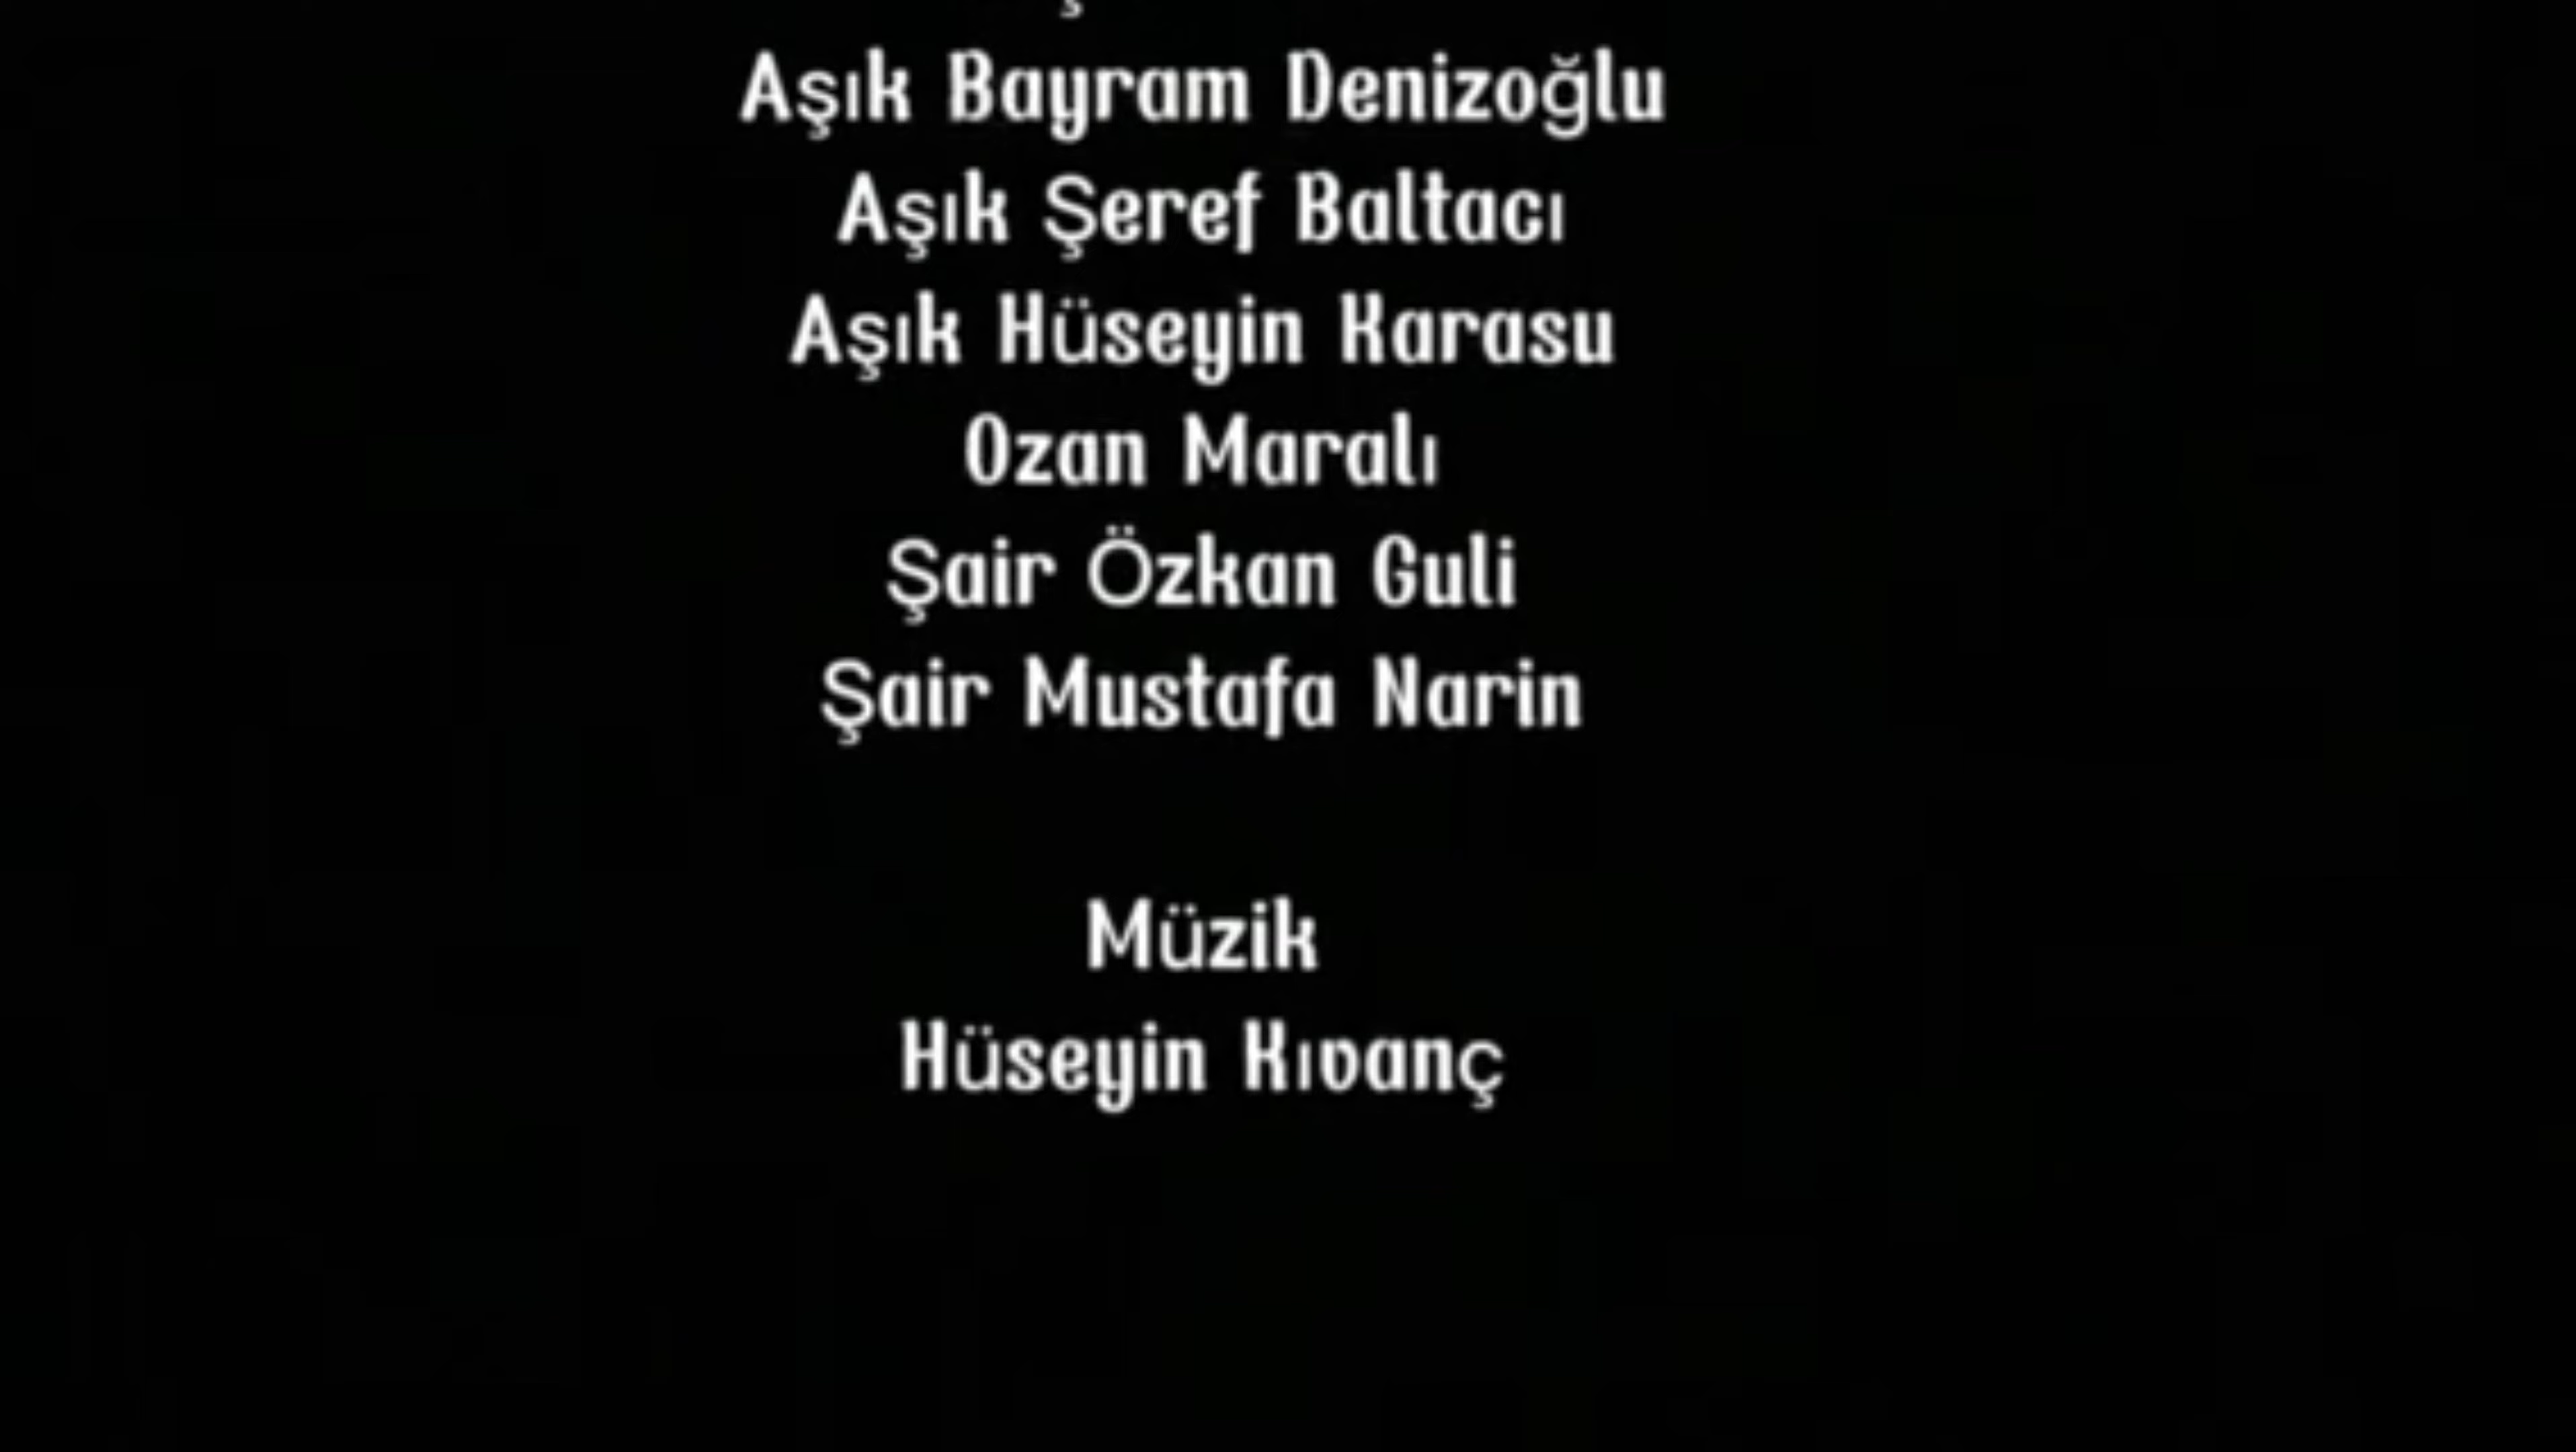 Aşık Bayram Denizoğlu
Aşık Şeref Baltacı
Aşık Hüseyin Karasu
Ozan Maralı
Şair Özkan Guli
Şair Mustafa Narin
Müzik
Hüseyin Kıvanç